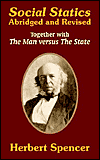 Social Statics
Abridged and Revised
Together with
The Man versus The State
Herbert Spencer